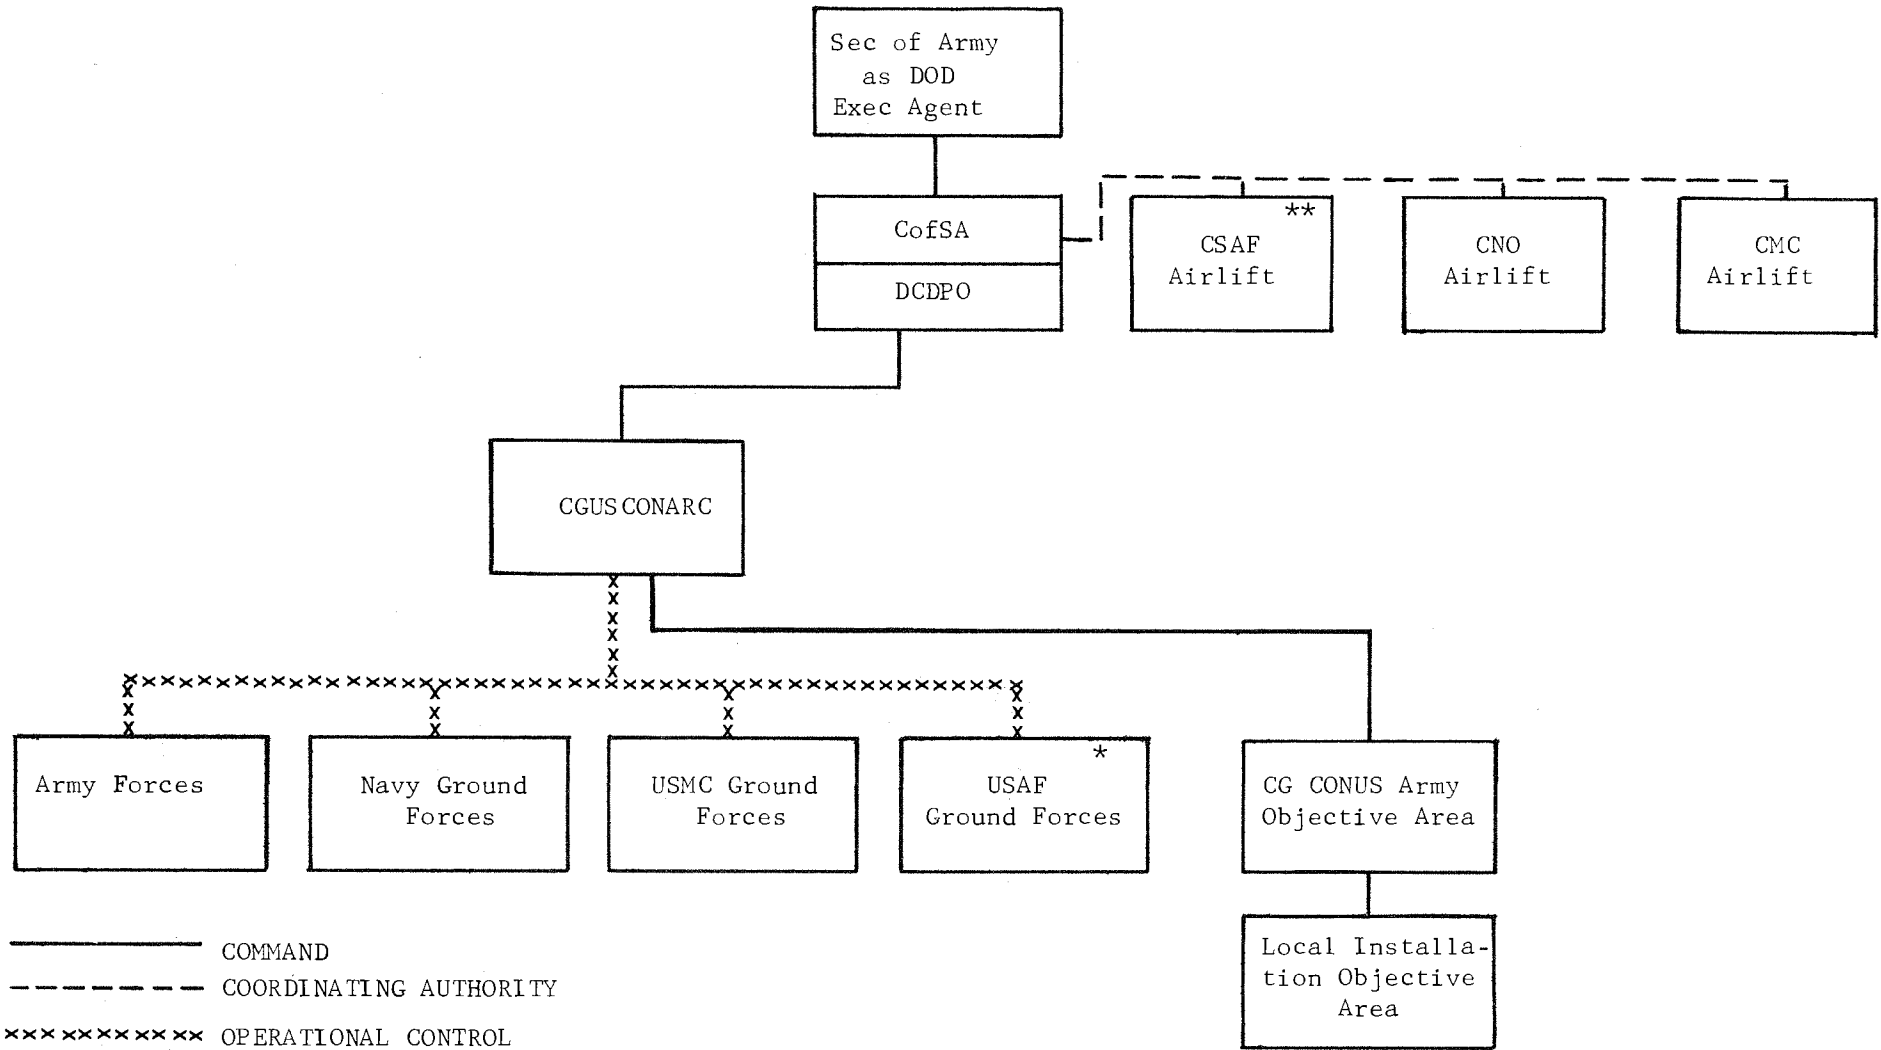 Sec of Army
as DOD
Exec Agent
CofSA
DCDPO
**
CSAF
Airlift
CNO
Airlift
CMC
Airlift
CGUSCONARC
Army Forces
Navy Ground
Forces
USMC Ground
Forces
*
USAF
Ground Forces
CG CONUS Army
Objective Area
Local Installa-
tion Objective
Area
COMMAND
COORDINATING AUTHORITY
xxxxxxxxxxx OPERATIONAL CONTROL